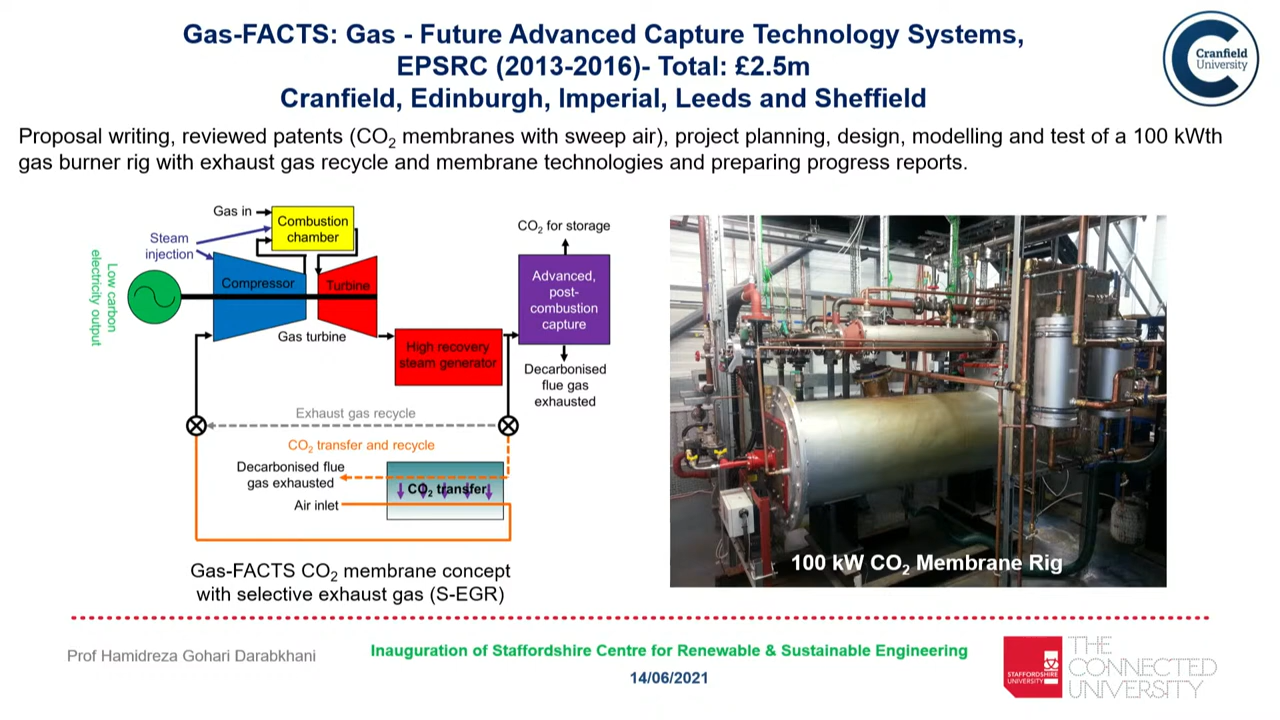 Gas-FACTS: Gas - Future Advanced Capture Technology Systems,
EPSRC (2013-2016)- Total: £2.5m
Cranfield, Edinburgh, Imperial, Leeds and Sheffield
Cranfield
University
Proposal writing, reviewed patents (CO₂ membranes with sweep air), project planning, design, modelling and test of a 100 kWth
gas burner rig with exhaust gas recycle and membrane technologies and preparing progress reports.
Gas in
Combustion
chamber
Steam
injection
Low carbon
electricity output
Compressor
Turbine
Gas turbine
High recovery
steam generator
CO₂ for storage
Advanced,
post-
combustion
capture
Decarbonised
flue gas
exhausted
Exhaust gas recycle
CO₂ transfer and recycle
Decarbonised flue
gas exhausted
CO₂ transfer
Air inlet
Gas-FACTS CO₂ membrane concept
with selective exhaust gas (S-EGR)
100 kW CO₂ Membrane Rig
Prof Hamidreza Gohari Darabkhani
Inauguration of Staffordshire Centre for Renewable & Sustainable Engineering
14/06/2021
STAFFORDSHIRE
UNIVERSITY
THE
CONNECTED
UNIVERSITY